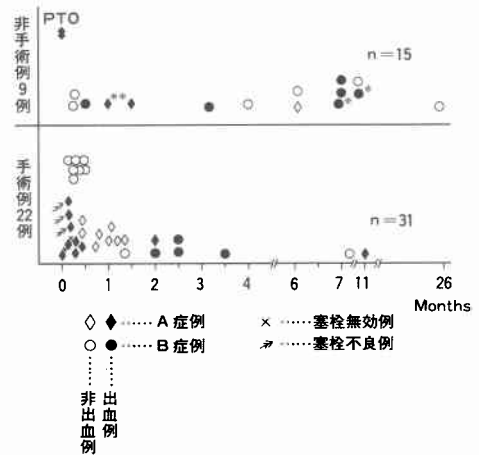 PTO
非手術例9例
n=15
手術例22例
n=31
0 1 2 3 4 6 7 11 26
Months
◇ ◆ …… A 症例
○ ● …… B 症例
× …… 塞栓無効例
…… 塞栓不良例
非出血例
出血例